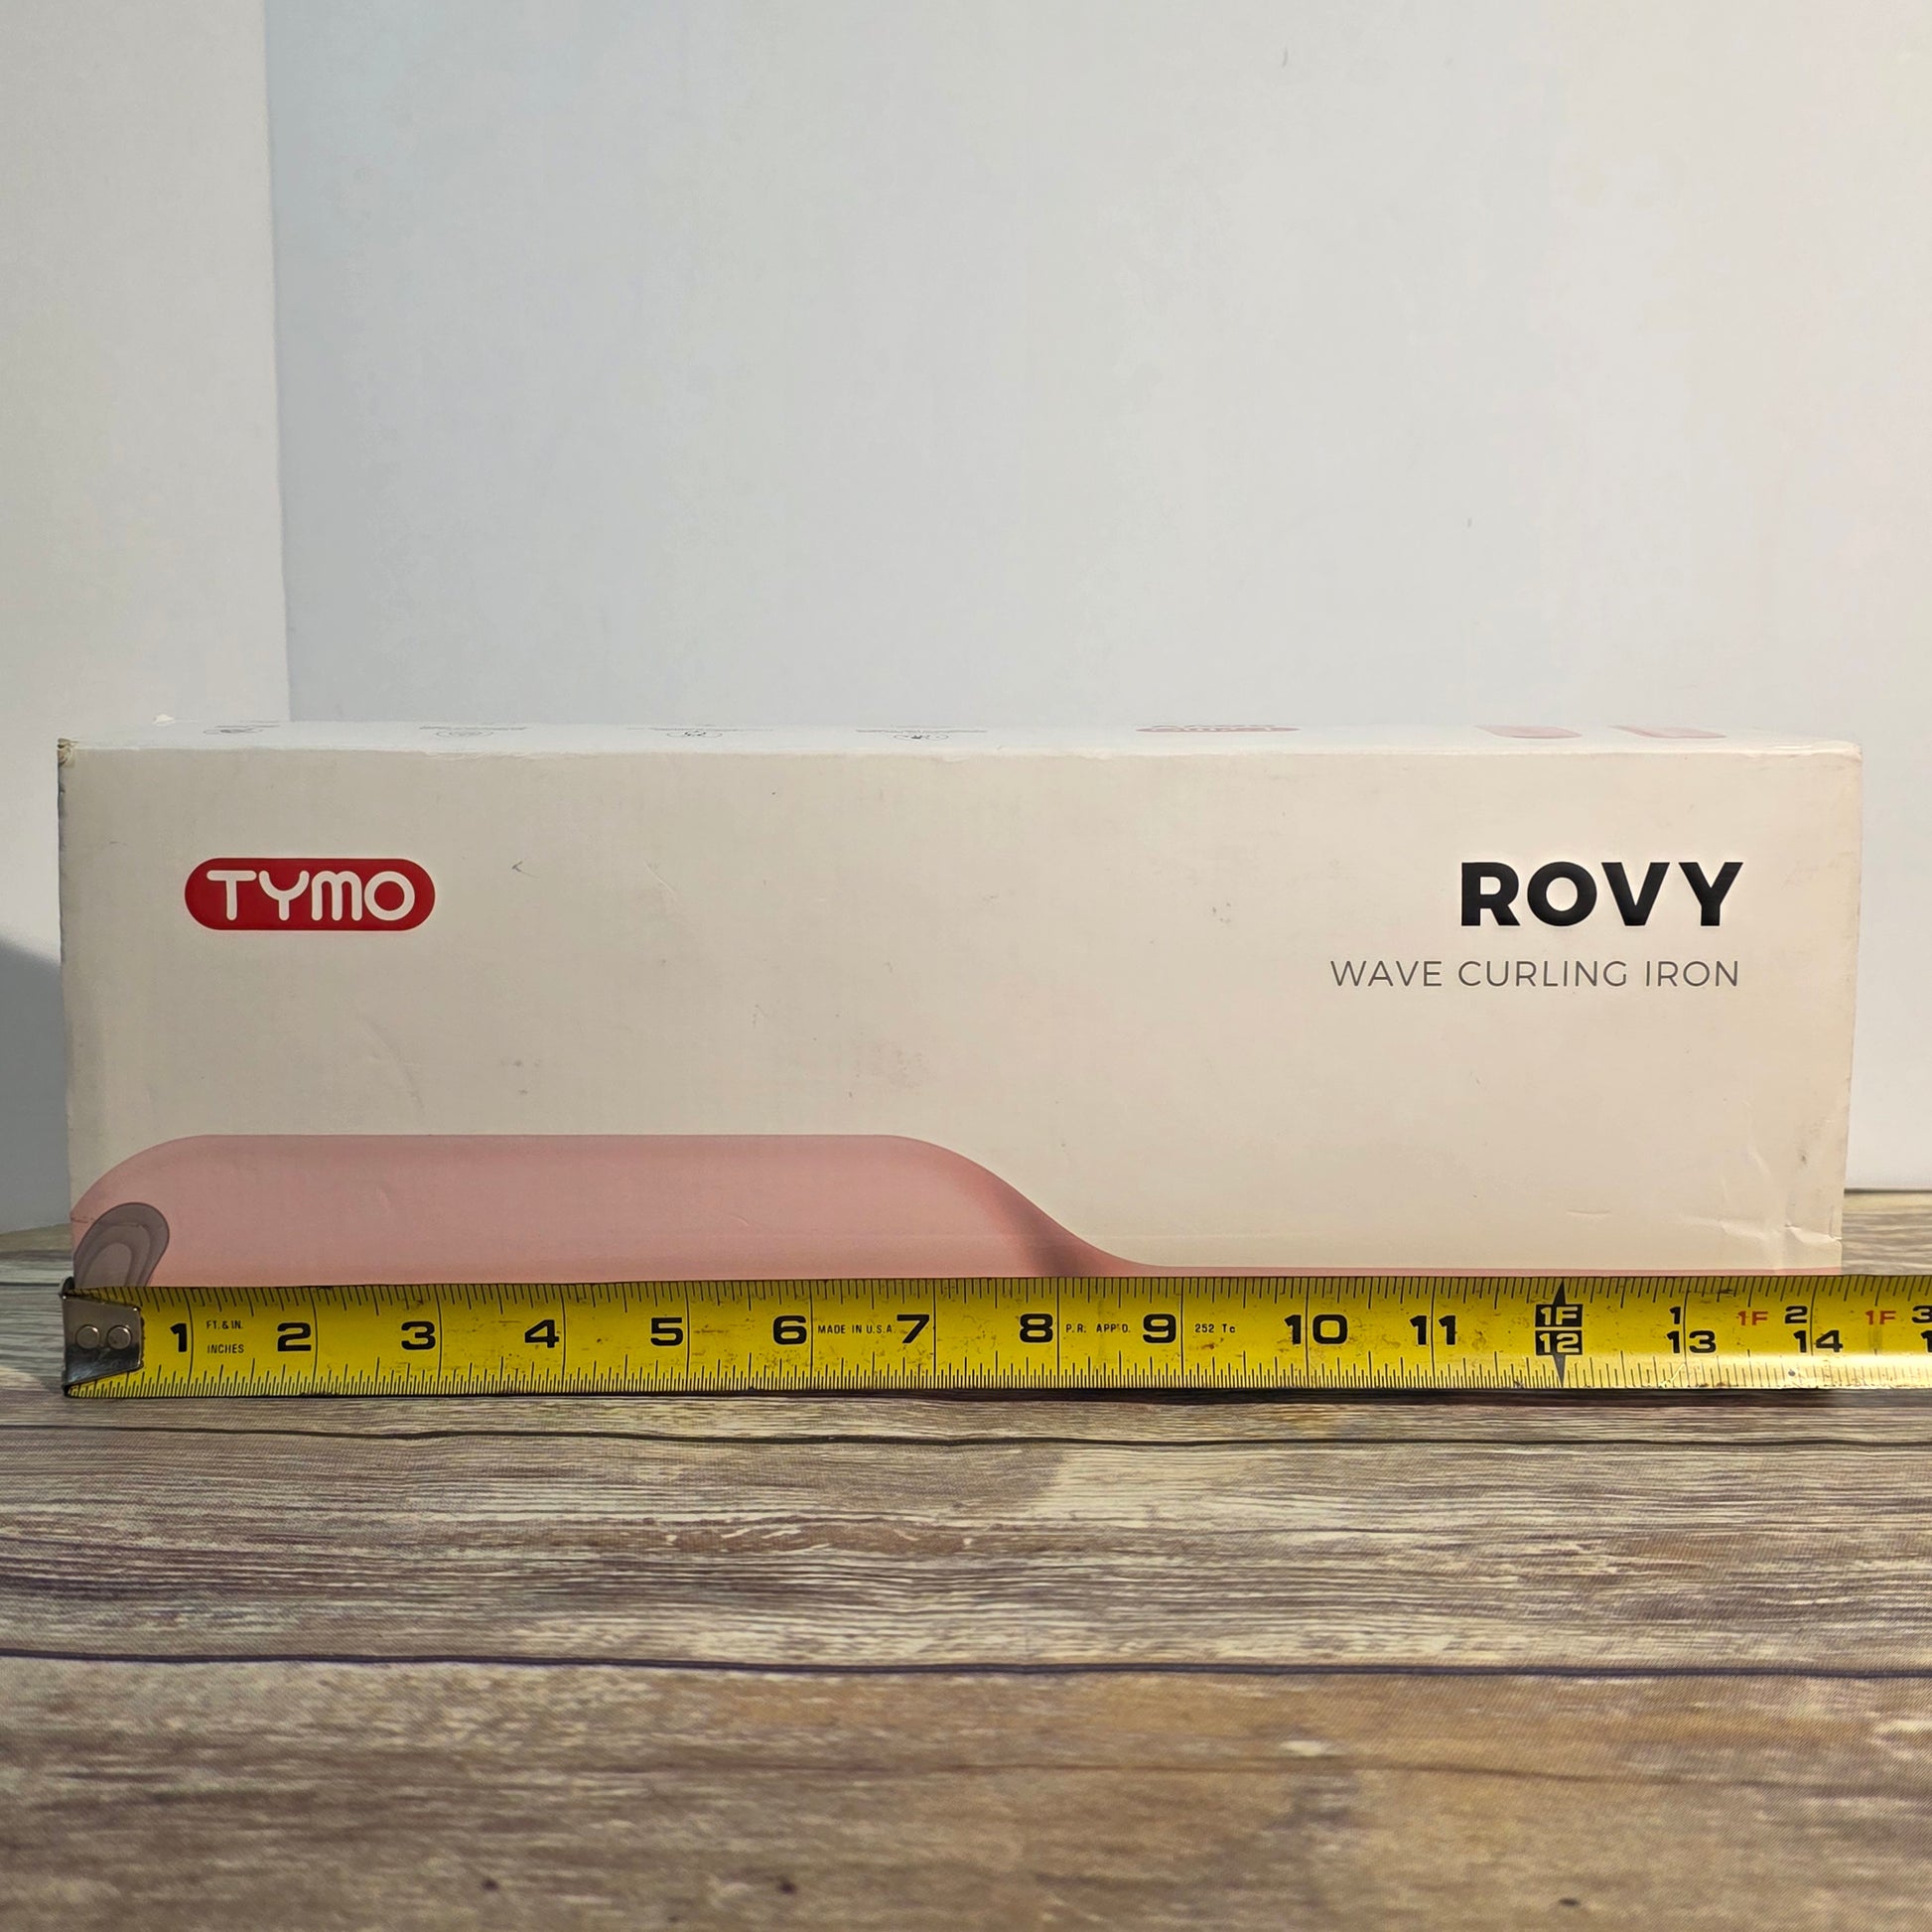 TYMO
ROVY
WAVE CURLING IRON
1 FT. & IN. 2 3 4 5 6 MADE IN U.S.A. 7 8 P.R. APP'D. 9 252 Tc 10 11 1F 1 1F 2 1F 3
INCHES 12 13 14